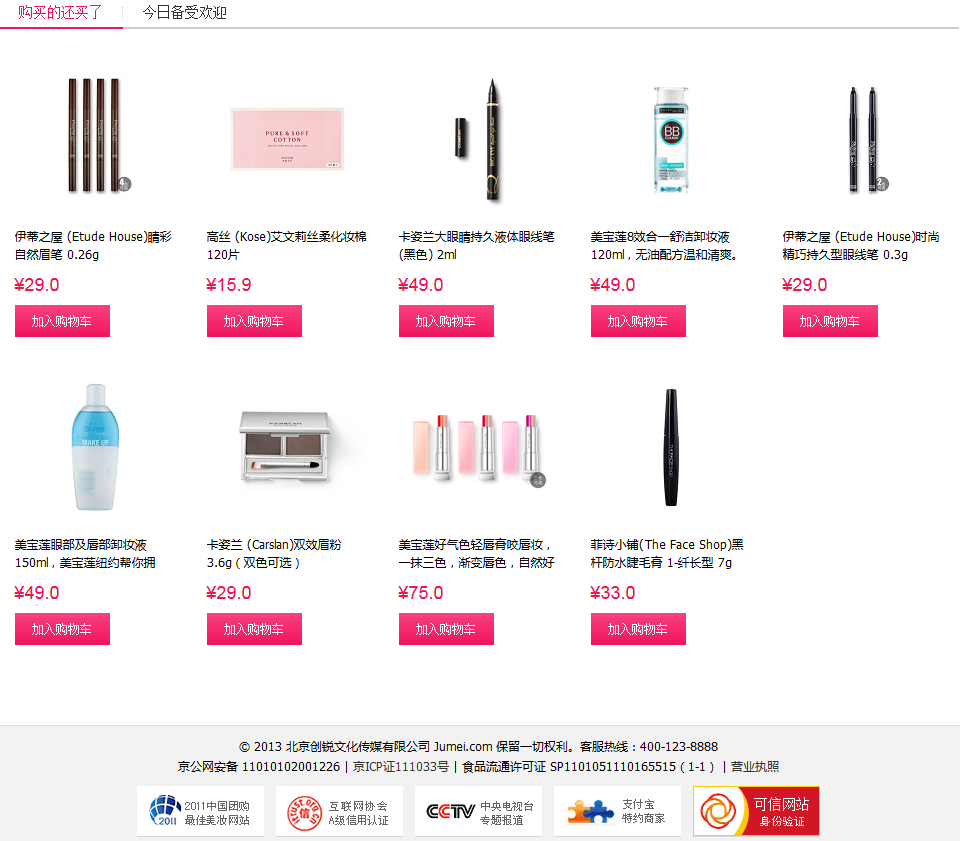 购买的还买了
今日备受欢迎
PURE & SOFT
COTTON
BB
伊蒂之屋 (Etude House)睛彩
自然眉笔 0.26g
¥29.0
加入购物车
高丝 (Kose)艾文莉丝柔化妆棉
120片
¥15.9
加入购物车
卡姿兰大眼睛持久液体眼线笔
(黑色) 2ml
¥49.0
加入购物车
美宝莲8效合一舒洁卸妆液
120ml，无油配方温和清爽。
¥49.0
加入购物车
伊蒂之屋 (Etude House)时尚
精巧持久型眼线笔 0.3g
¥29.0
加入购物车
MAKE UP
美宝莲眼部及唇部卸妆液
150ml，美宝莲纽约帮你拥
¥49.0
加入购物车
卡姿兰 (Carslan)双效眉粉
3.6g（双色可选）
¥29.0
加入购物车
美宝莲好气色轻唇膏咬唇妆，
一抹三色，渐变唇色，自然好
¥75.0
加入购物车
菲诗小铺(The Face Shop)黑
杆防水睫毛膏 1-纤长型 7g
¥33.0
加入购物车
© 2013 北京创锐文化传媒有限公司 Jumei.com 保留一切权利。客服热线：400-123-8888
京公网安备 11010102001226 | 京ICP证111033号 | 食品流通许可证 SP1101051110165515（1-1） | 营业执照
2011
2011中国团购
最佳美妆网站
信
itrust.org.cn
互联网协会
A级信用认证
CCTV
中央电视台
专题报道
支付宝
特约商家
可信网站
身份验证